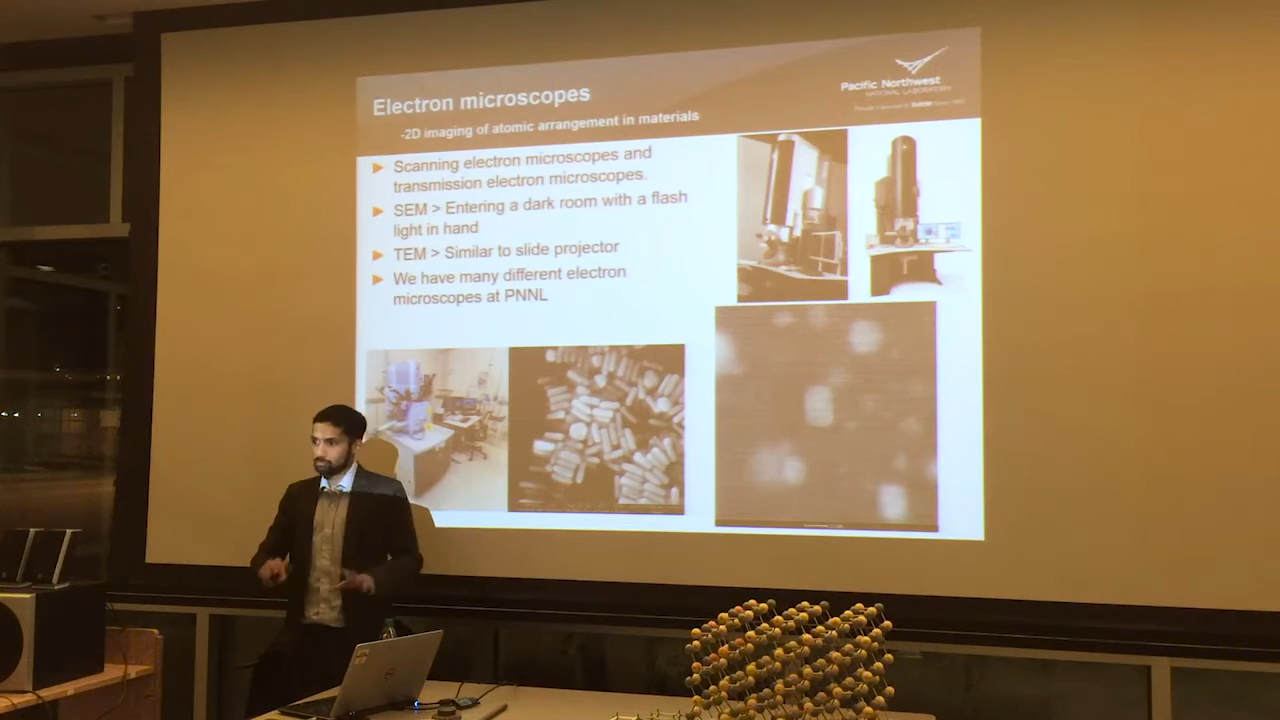 Electron microscopes
-2D imaging of atomic arrangement in materials
Pacific Northwest
NATIONAL LABORATORY
Scanning electron microscopes and
transmission electron microscopes.
SEM > Entering a dark room with a flash
light in hand
TEM > Similar to slide projector
We have many different electron
microscopes at PNNL